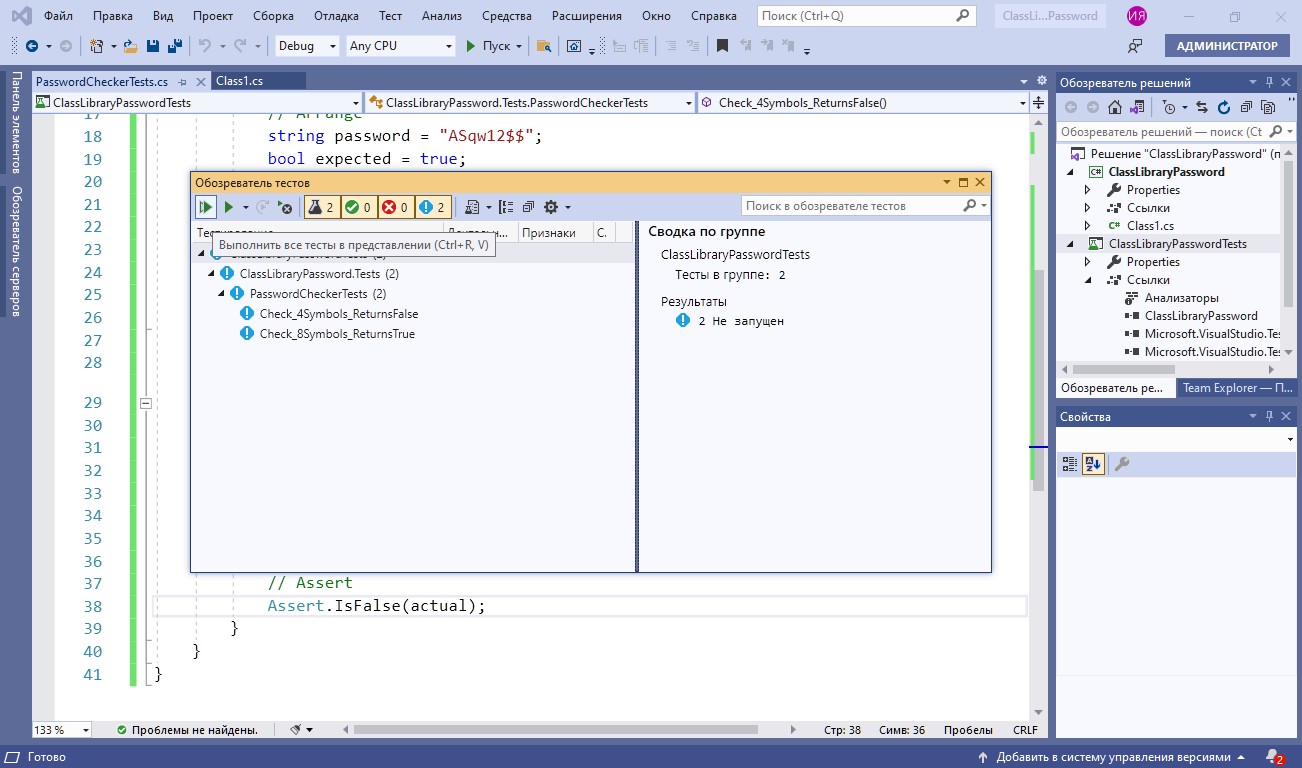 Файл Правка Вид Проект Сборка Отладка Тест Анализ Средства Расширения Окно Справка Поиск (Ctrl+Q) ClassLi...Password ИЯ
Debug Any CPU Пуск АДМИНИСТРАТОР
Панель элементов
Обозреватель серверов
PasswordCheckerTests.cs Class1.cs
ClassLibraryPasswordTests ClassLibraryPassword.Tests.PasswordCheckerTests Check_4Symbols_ReturnsFalse()
17 // Arrange
18 string password = "ASqw12$$";
19 bool expected = true;
20
21
22
23
24
25
26
27
28
29
30
31
32
33
34
35
36
37 // Assert
38 Assert.IsFalse(actual);
39 }
40 }
41 }
Обозреватель тестов
2 0 0 2 Поиск в обозревателе тестов
Признаки С.
Выполнить все тесты в представлении (Ctrl+R, V)
ClassLibraryPassword.Tests (2)
PasswordCheckerTests (2)
Check_4Symbols_ReturnsFalse
Check_8Symbols_ReturnsTrue
Сводка по группе
ClassLibraryPasswordTests
Тесты в группе: 2
Результаты
2 Не запущен
133 % Проблемы не найдены. Стр: 38 Симв: 36 Пробелы CRLF
Обозреватель решений
Обозреватель решений — поиск (Ct
Решение "ClassLibraryPassword" (п
ClassLibraryPassword
Properties
Ссылки
Class1.cs
ClassLibraryPasswordTests
Properties
Ссылки
Анализаторы
ClassLibraryPassword
Microsoft.VisualStudio.Te
Microsoft.VisualStudio.Te
Обозреватель ре... Team Explorer — П...
Свойства
Готово Добавить в систему управления версиями 2